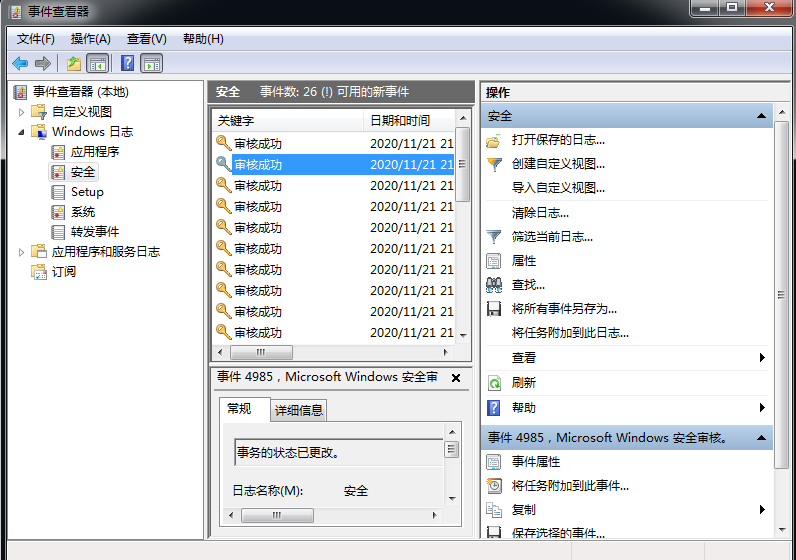 事件查看器
文件(F) 操作(A) 查看(V) 帮助(H)
事件查看器 (本地)
自定义视图
Windows 日志
应用程序
安全
Setup
系统
转发事件
应用程序和服务日志
订阅
安全 事件数: 26 (!) 可用的新事件
关键字 日期和时间
审核成功 2020/11/21 21
审核成功 2020/11/21 21
审核成功 2020/11/21 21
审核成功 2020/11/21 21
审核成功 2020/11/21 21
审核成功 2020/11/21 21
审核成功 2020/11/21 21
审核成功 2020/11/21 21
审核成功 2020/11/21 21
审核成功 2020/11/21 21
事件 4985，Microsoft Windows 安全审
常规 详细信息
事务的状态已更改。
日志名称(M): 安全
操作
安全
打开保存的日志...
创建自定义视图...
导入自定义视图...
清除日志...
筛选当前日志...
属性
查找...
将所有事件另存为...
将任务附加到此日志...
查看
刷新
帮助
事件 4985，Microsoft Windows 安全审核。
事件属性
将任务附加到此事件...
复制
保存选择的事件...